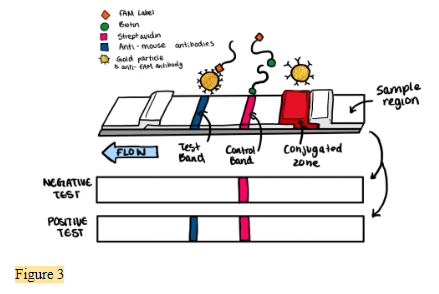 FAM Label
Biotin
Streptavidin
Anti-mouse antibodies
Gold particle
& anti-FAM antibody
Sample
region
FLOW
Test
Band
Control
Band
Conjugated
zone
NEGATIVE
TEST
POSITIVE
TEST
Figure 3